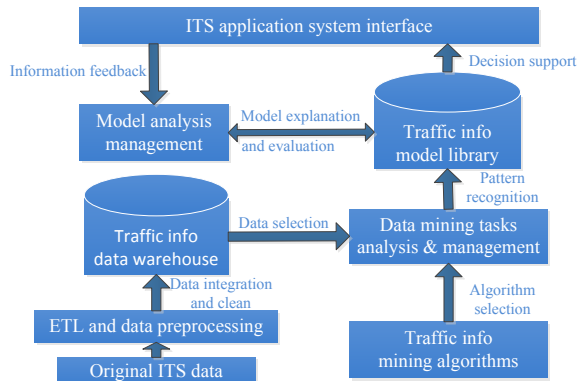 ITS application system interface
Information feedback
Decision support
Model analysis
management
Model explanation
and evaluation
Traffic info
model library
Pattern
recognition
Traffic info
data warehouse
Data selection
Data mining tasks
analysis & management
Data integration
and clean
Algorithm
selection
ETL and data preprocessing
Traffic info
mining algorithms
Original ITS data